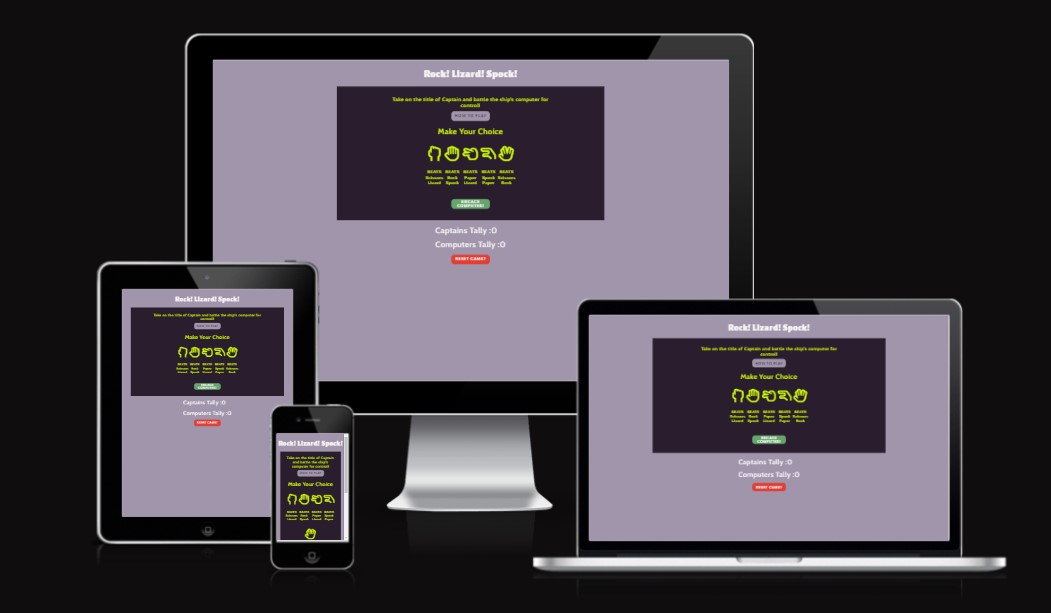 Rock! Lizard! Spock!
Take on the title of Captain and battle the ship's computer for
control!
HOW TO PLAY
Make Your Choice
BEATS BEATS BEATS BEATS BEATS
Scissors Rock Paper Spock Scissors
Lizard Spock Lizard Paper Rock
ENGAGE
COMPUTER!
Captains Tally :0
Computers Tally :0
RESET GAME!
Rock! Lizard! Spock!
Take on the title of Captain and battle the ship's computer for
control!
HOW TO PLAY
Make Your Choice
BEATS BEATS BEATS BEATS BEATS
Scissors Rock Paper Spock Scissors
Lizard Spock Lizard Paper Rock
ENGAGE
COMPUTER!
Captains Tally :0
Computers Tally :0
RESET GAME!
Rock! Lizard! Spock!
Take on the title of Captain
and battle the ship's
computer for control!
Make Your Choice
BEATS BEATS BEATS BEATS
Scissors Rock Paper Spock
Lizard Spock Lizard Paper
Rock! Lizard! Spock!
Take on the title of Captain and battle the ship's computer for
control!
HOW TO PLAY
Make Your Choice
BEATS BEATS BEATS BEATS BEATS
Scissors Rock Paper Spock Scissors
Lizard Spock Lizard Paper Rock
ENGAGE
COMPUTER!
Captains Tally :0
Computers Tally :0
RESET GAME!